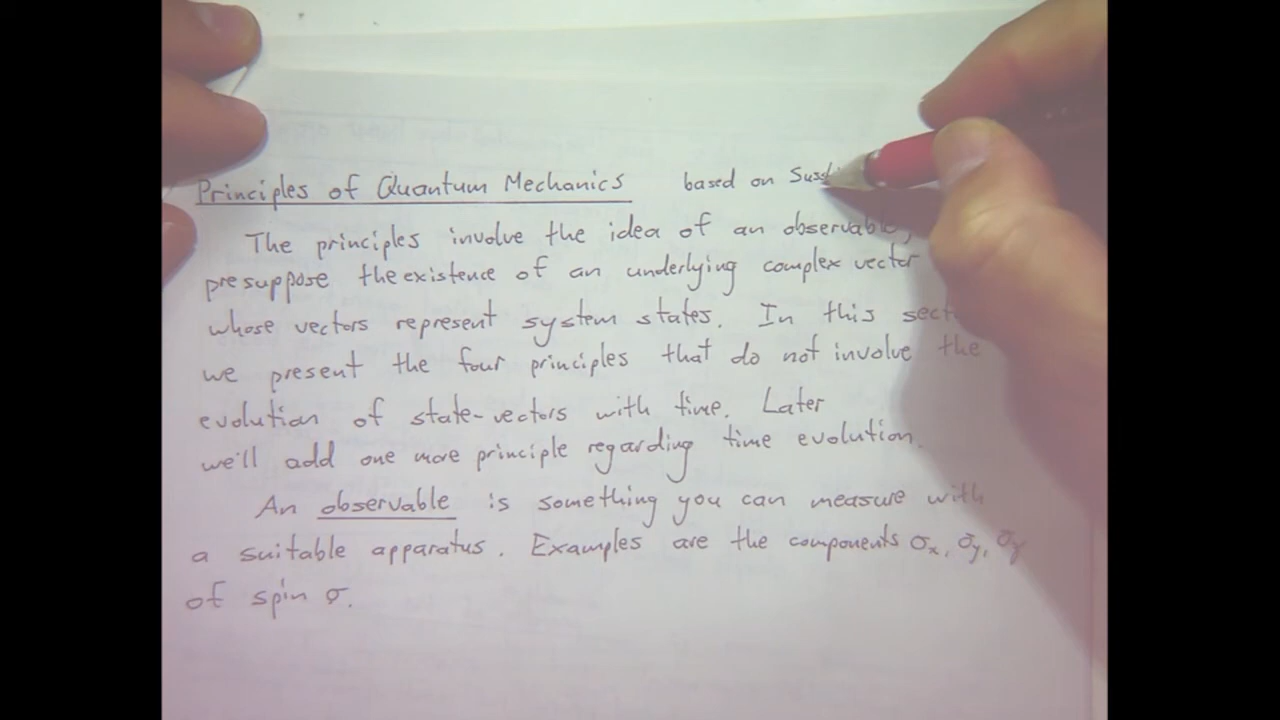 Principles of Quantum Mechanics based on
The principles involve the idea of an observable,
presuppose the existence of an underlying complex vector
whose vectors represent system states. In this
we present the four principles that do not involve the
evolution of state-vectors with time. Later
we'll add one more principle regarding time evolution.
An observable is something you can measure with
a suitable apparatus. Examples are the components σx, σy, σy
of spin σ.